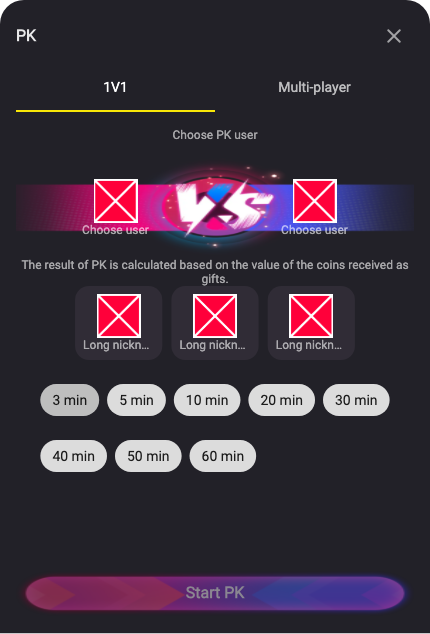 PK
1V1 Multi-player
Choose PK user
VS
Choose user Choose user
The result of PK is calculated based on the value of the coins received as
gifts.
Long nickn... Long nickn... Long nickn...
3 min 5 min 10 min 20 min 30 min
40 min 50 min 60 min
Start PK